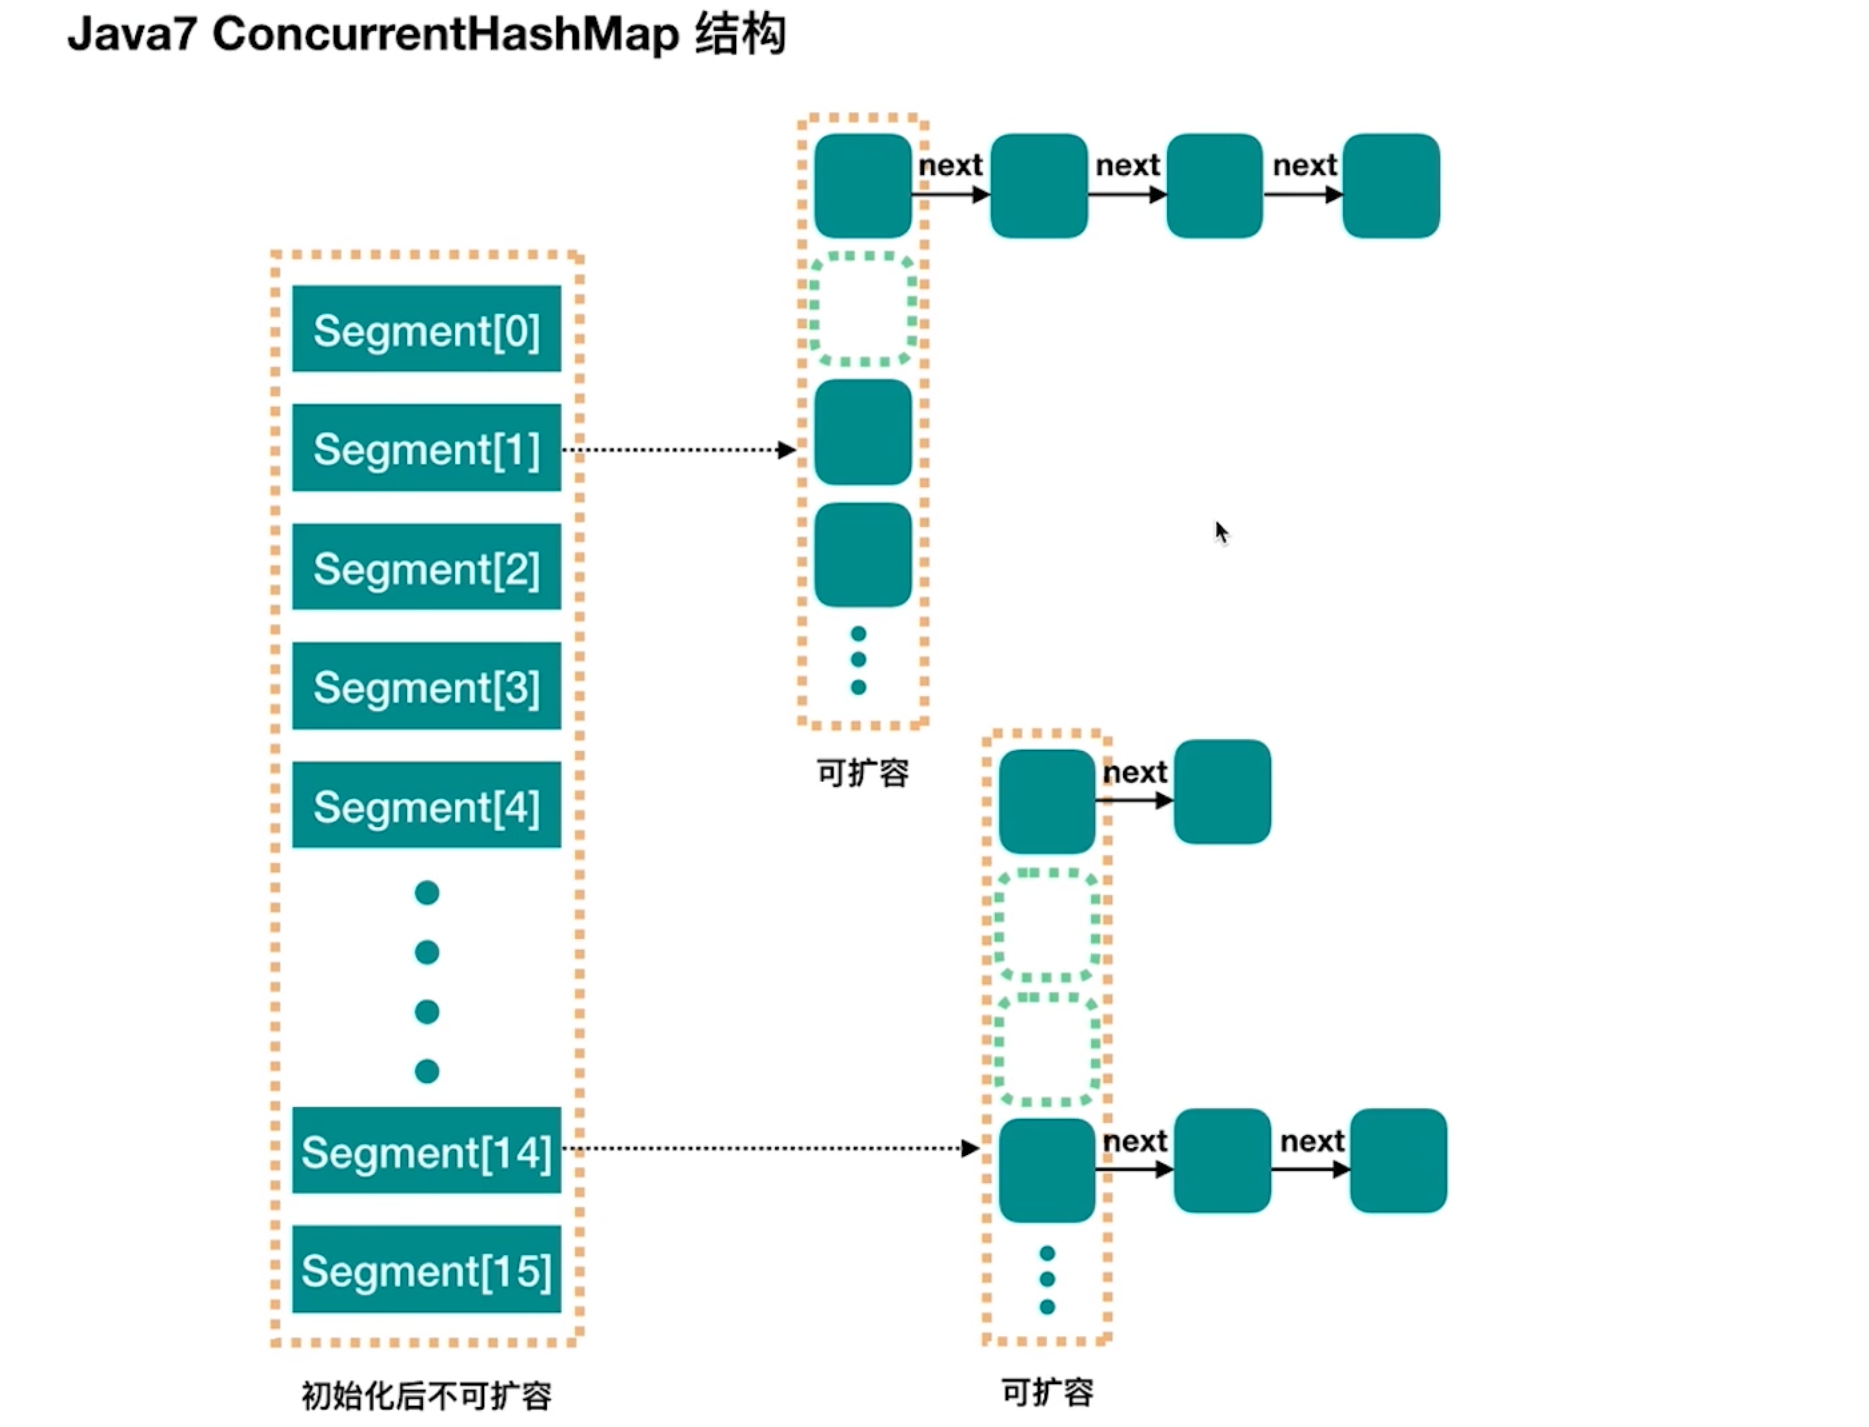 Java7 ConcurrentHashMap 结构
next next next
Segment[0]
Segment[1]
Segment[2]
Segment[3]
Segment[4]
可扩容
next
Segment[14]
next next
Segment[15]
初始化后不可扩容
可扩容